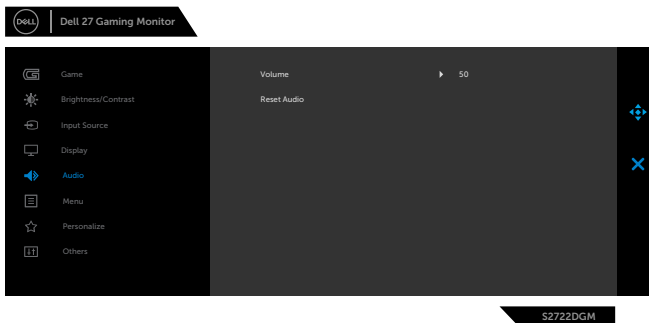 DELL
Dell 27 Gaming Monitor
Game
Volume 50
Brightness/Contrast
Reset Audio
Input Source
Display
Audio
Menu
Personalize
Others
S2722DGM